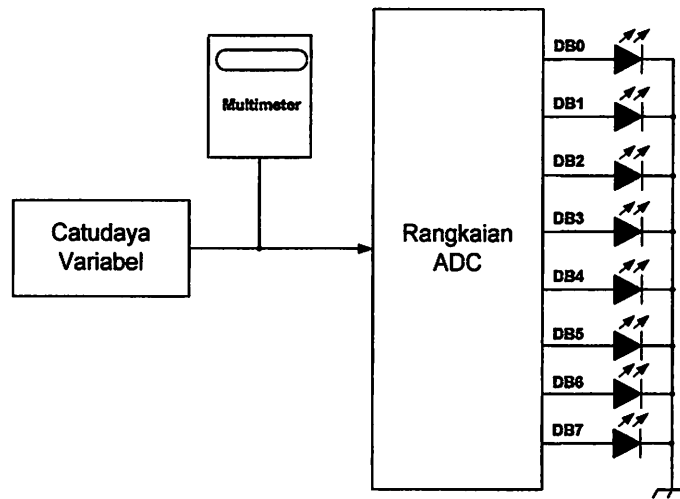 DB0
Multimeter
DB1
DB2
Catudaya
Variabel
DB3
Rangkaian
ADC
DB4
DB5
DB6
DB7